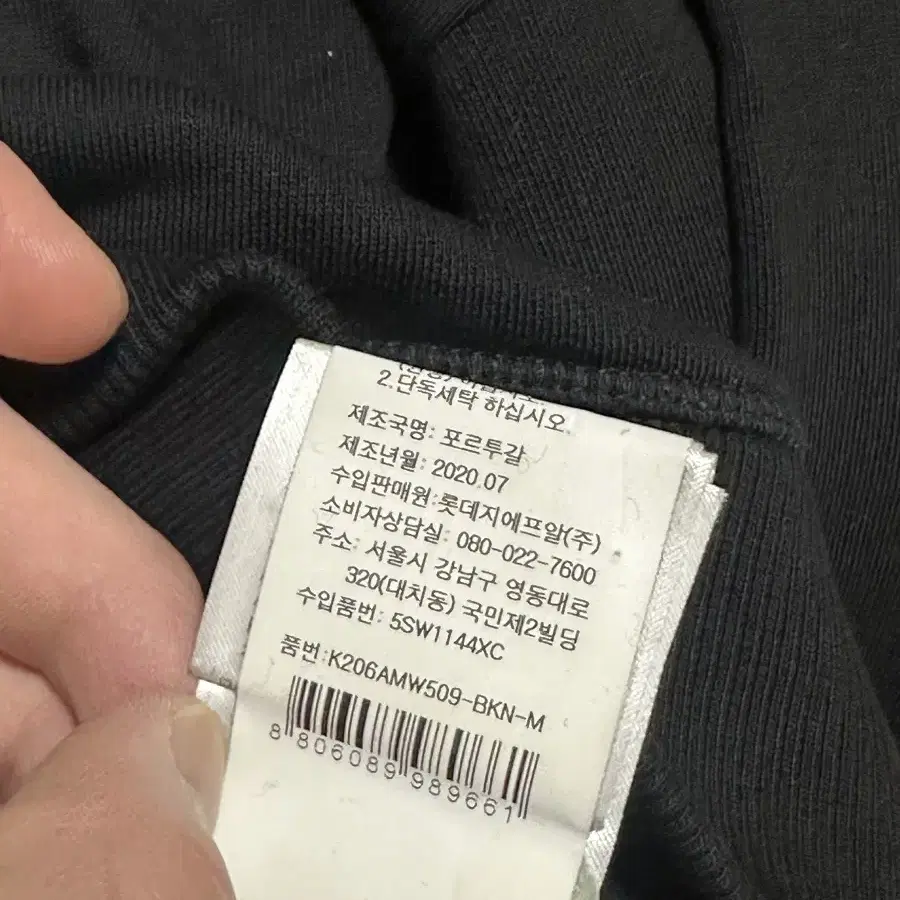 2.단독세탁 하십시오.
제조국명: 포르투갈
제조년월: 2020.07
수입판매원:롯데지에프알(주)
소비자상담실: 080-022-7600
주소: 서울시 강남구 영동대로
320(대치동) 국민제2빌딩
수입품번: 5SW1144XC
품번:K206AMW509-BKN-M
8 806089 989661